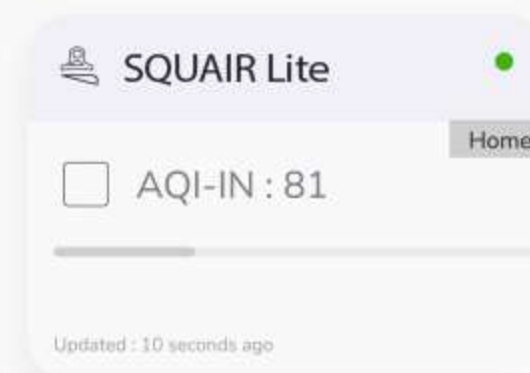 SQUAIR Lite
Home
AQI-IN : 81
Updated : 10 seconds ago